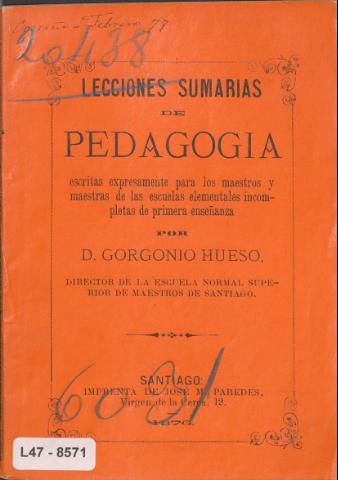 Febrero 77
20438
LECCIONES SUMARIAS
DE
PEDAGOGIA
escritas expresamente para los maestros y
maestras de las escuelas elementales incom-
pletas de primera enseñanza
POR
D. GORGONIO HUESO,
DIRECTOR DE LA ESCUELA NORMAL SUPE-
RIOR DE MAESTROS DE SANTIAGO.
SANTIAGO:
IMPRENTA DE JOSÉ M. PAREDES,
Virgen de la Cerca, 12.
1876.
L47 - 8571